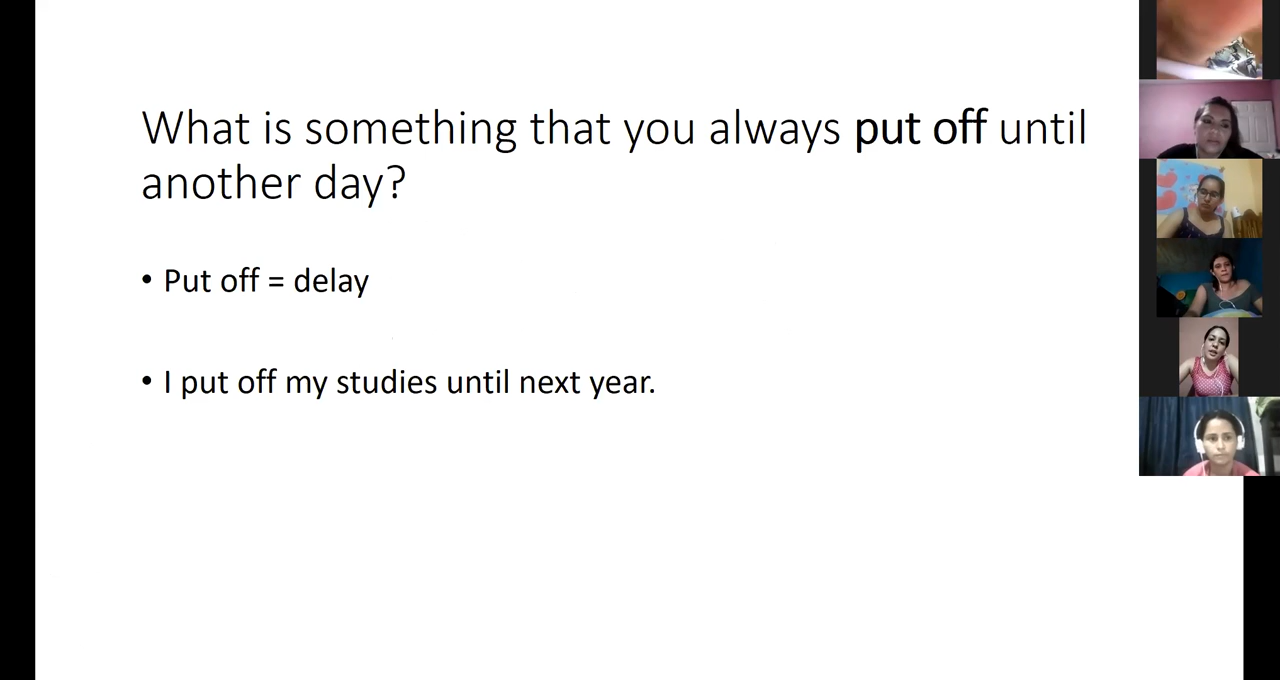 What is something that you always put off until
another day?
• Put off = delay
• I put off my studies until next year.